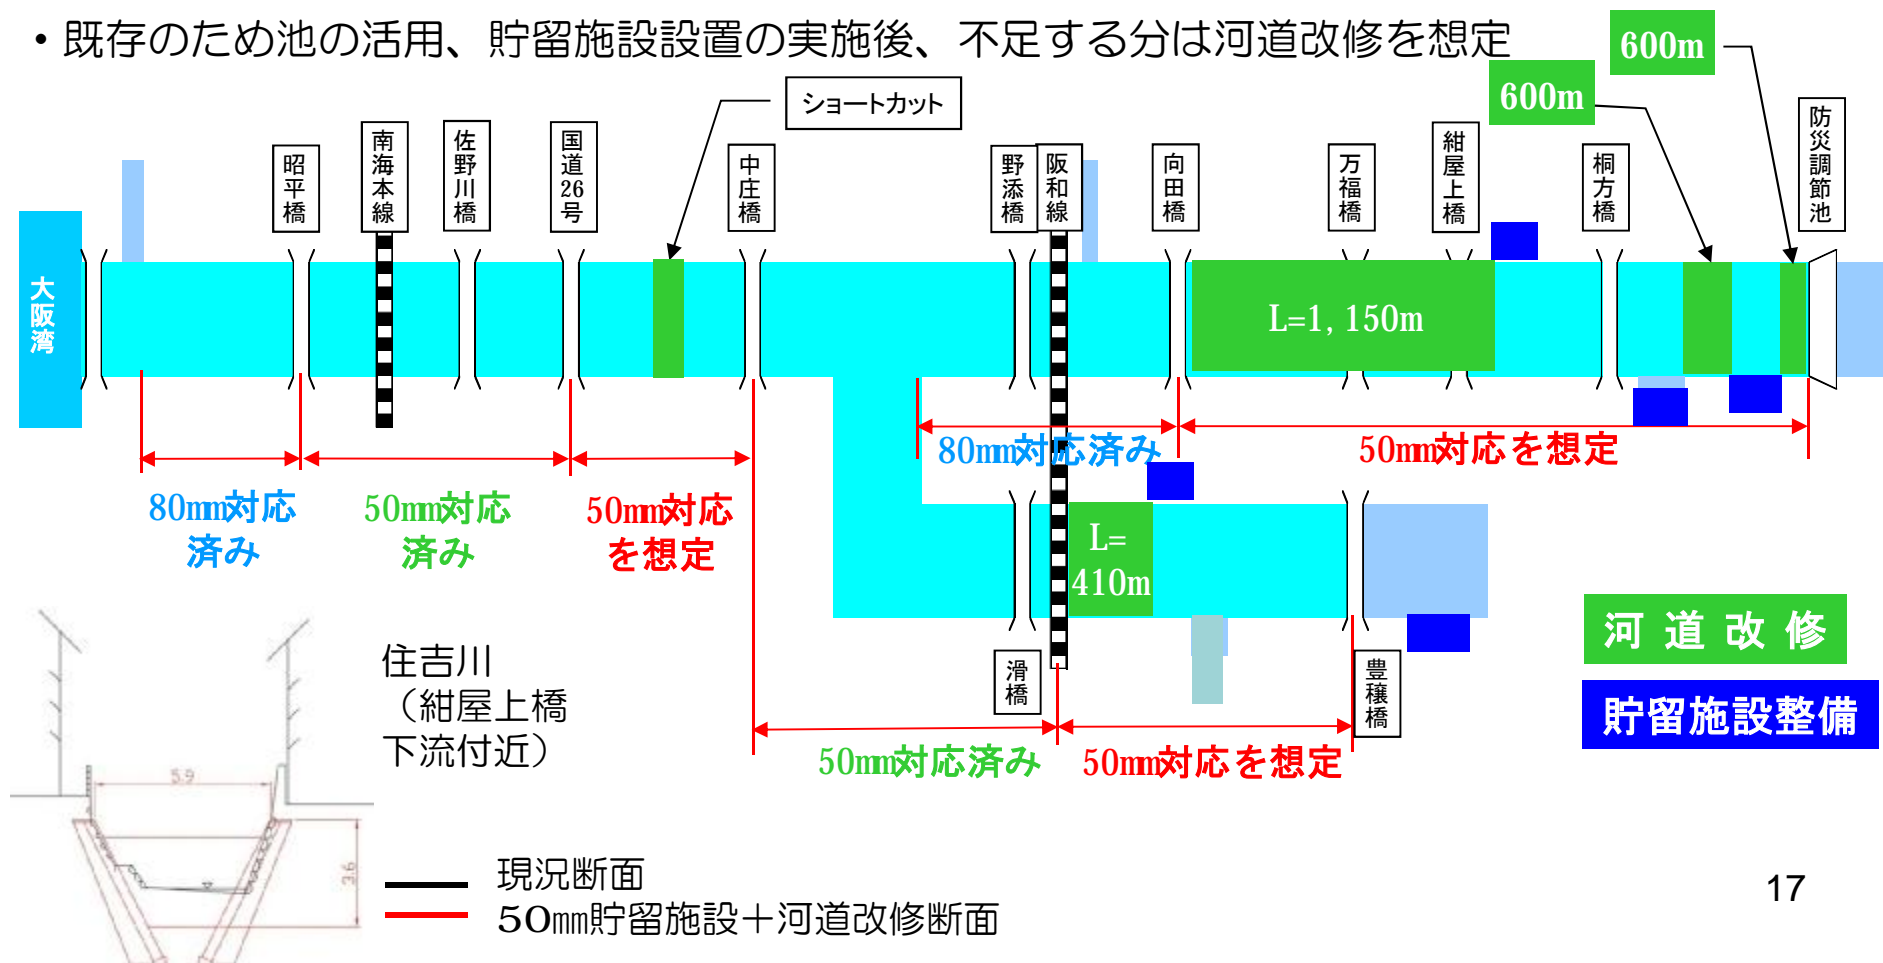 ・既存のため池の活用、貯留施設設置の実施後、不足する分は河道改修を想定
600m
600m
ショートカット
昭平橋
南海本線
佐野川橋
国道26号
中庄橋
野添橋
阪和線
向田橋
万福橋
紺屋上橋
桐方橋
防災調節池
大阪湾
L=1,150m
80mm対応
済み
50mm対応
済み
50mm対応
を想定
80mm対応済み
50mm対応を想定
L=
410m
滑橋
豊穣橋
50mm対応済み
50mm対応を想定
河道改修
貯留施設整備
住吉川
（紺屋上橋
下流付近）
5.9
3.6
現況断面
50㎜貯留施設＋河道改修断面
17